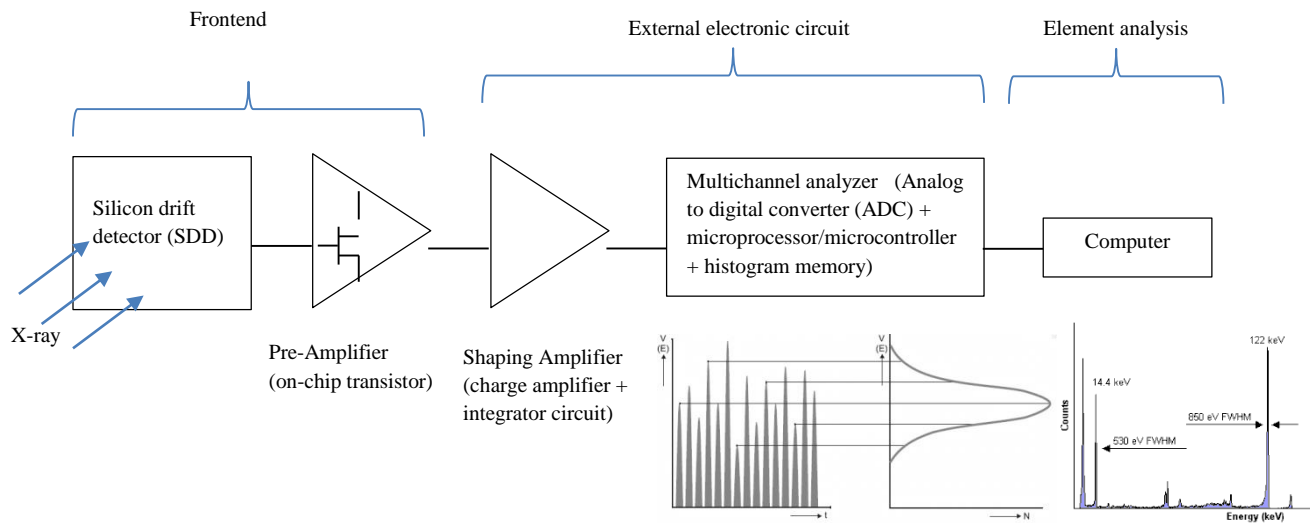 Frontend
External electronic circuit
Element analysis
Silicon drift
detector (SDD)
X-ray
Pre-Amplifier
(on-chip transistor)
Shaping Amplifier
(charge amplifier +
integrator circuit)
Multichannel analyzer (Analog
to digital converter (ADC) +
microprocessor/microcontroller
+ histogram memory)
Computer
V
(E)
t
V
(E)
N
122 keV
14.4 keV
850 eV FWHM
530 eV FWHM
Counts
Energy (keV)